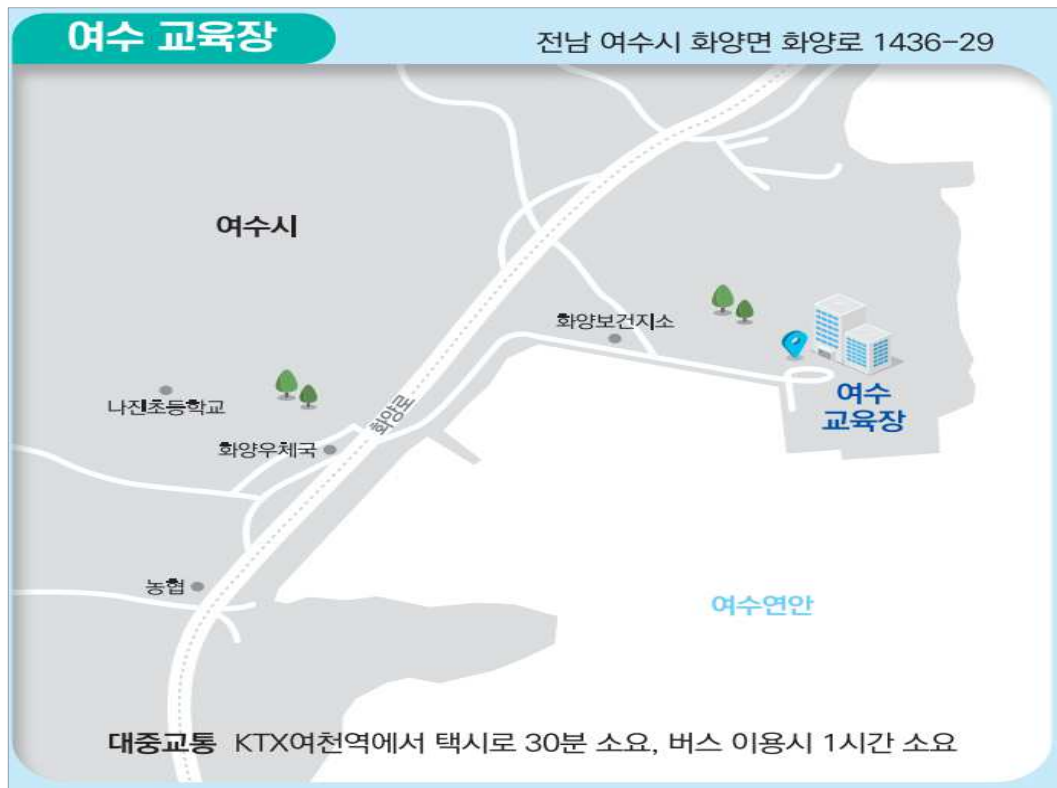 여수 교육장
전남 여수시 화양면 화양로 1436-29
여수시
화양보건지소
나진초등학교
여수
교육장
화양로
화양우체국
농협
여수연안
대중교통 KTX여천역에서 택시로 30분 소요, 버스 이용시 1시간 소요